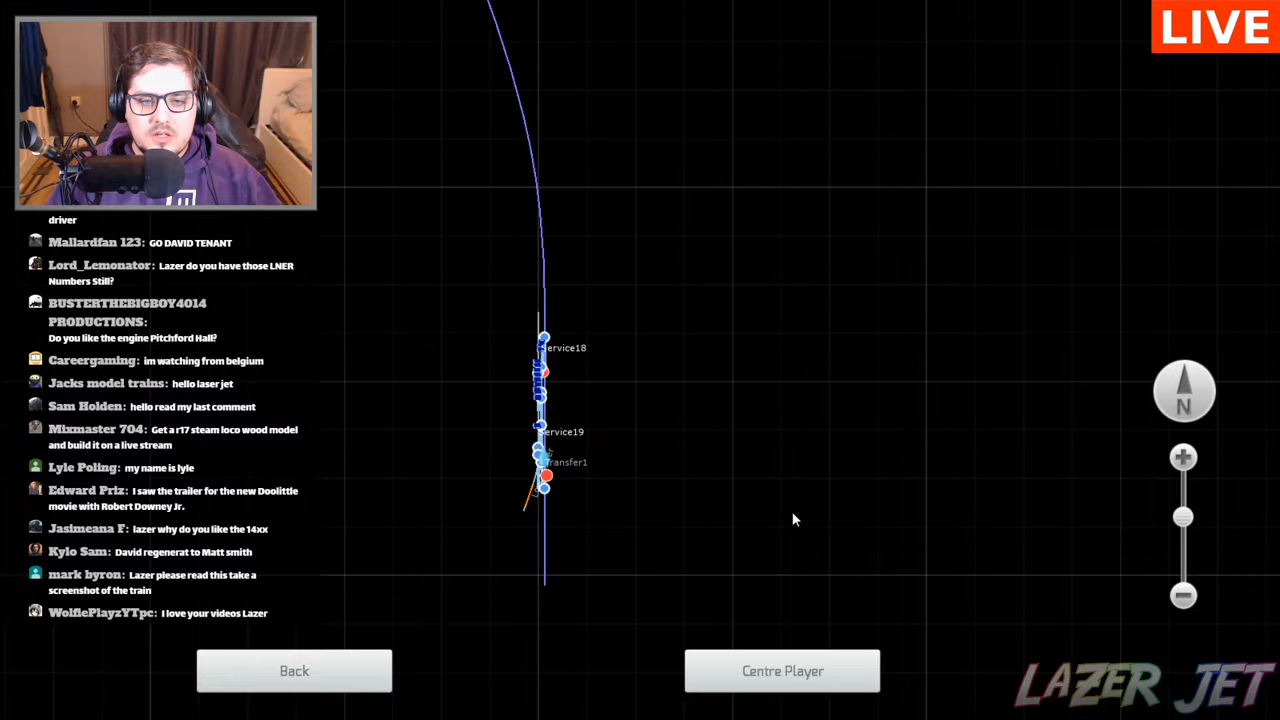 LIVE
driver
Mallardfan 123: GO DAVID TENANT
Lord_Lemonator: Lazer do you have those LNER
Numbers Still?
BUSTERTHEBIGBOY4014
PRODUCTIONS:
Do you like the engine Pitchford Hall?
Careergaming: im watching from belgium
Jacks model trains: hello laser jet
Sam Holden: hello read my last comment
Mixmaster 704: Get a r17 steam loco wood model
and build it on a live stream
Lyle Poling: my name is lyle
Edward Priz: I saw the trailer for the new Doolittle
movie with Robert Downey Jr.
Jasimeana F: lazer why do you like the 14xx
Kylo Sam: David regenerat to Matt smith
mark byron: Lazer please read this take a
screenshot of the train
WolfiePlayzYTpc: I love your videos Lazer
ervice18
ervice19
ransfer1
N
Back
Centre Player
LAZER JET